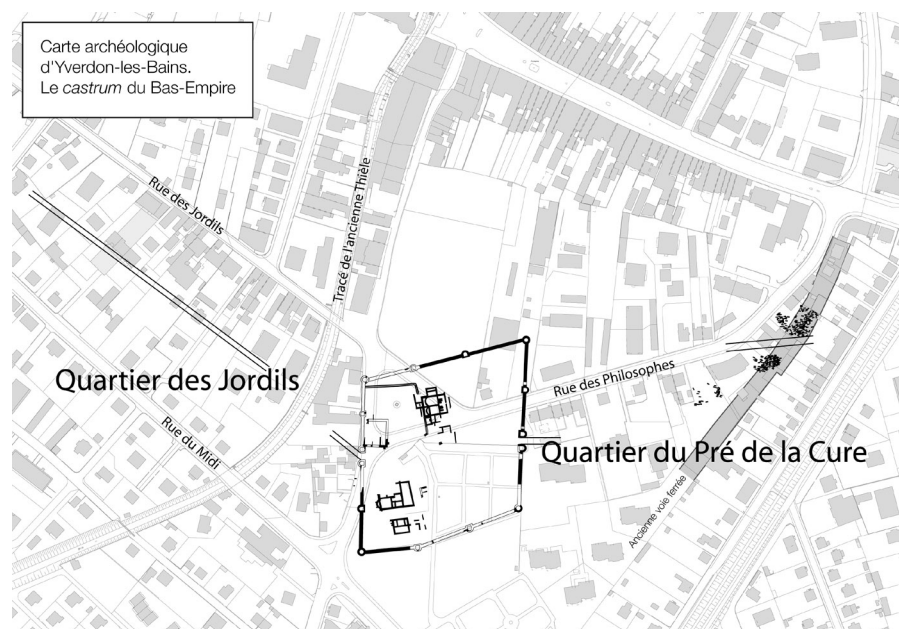 Carte archéologique
d'Yverdon-les-Bains.
Le castrum du Bas-Empire
Rue des Jordils
Tracé de l'ancienne Thièle
Quartier des Jordils
Rue des Philosophes
Rue du Midi
Quartier du Pré de la Cure
Ancienne voie ferrée